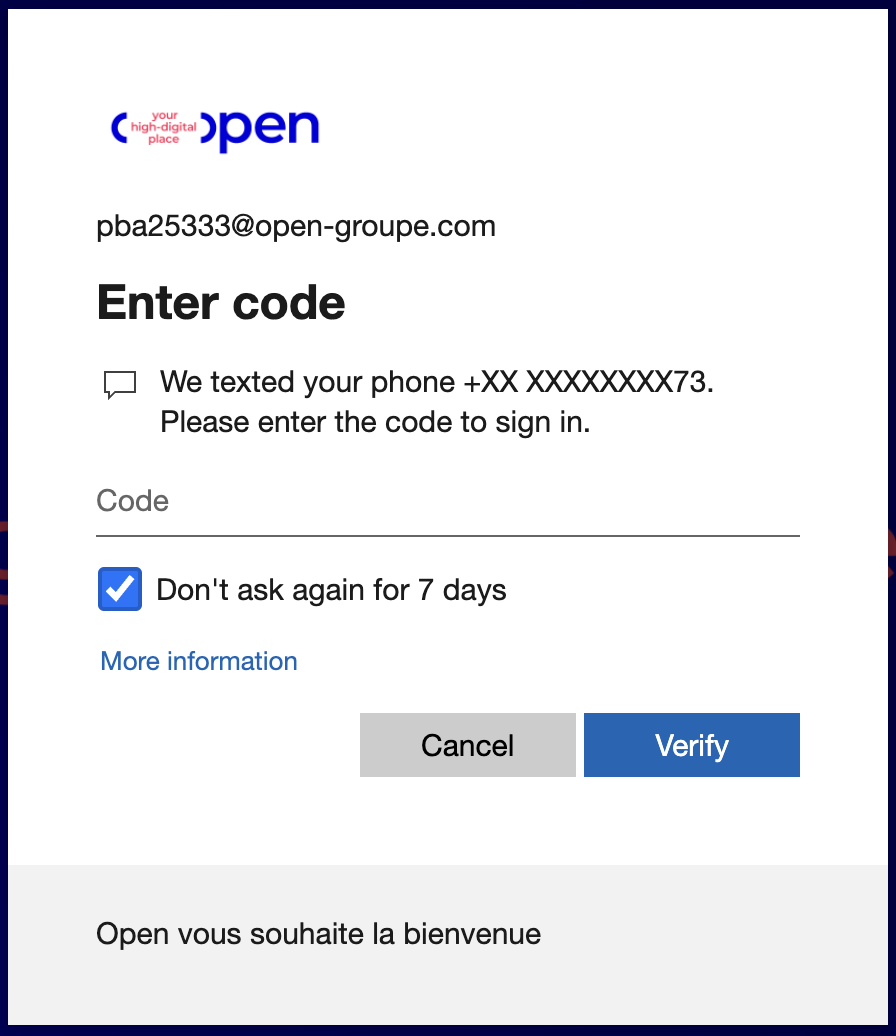 your
high-digital
place
open
pba25333@open-groupe.com
Enter code
We texted your phone +XX XXXXXXXX73.
Please enter the code to sign in.
Code
Don't ask again for 7 days
More information
Cancel
Verify
Open vous souhaite la bienvenue